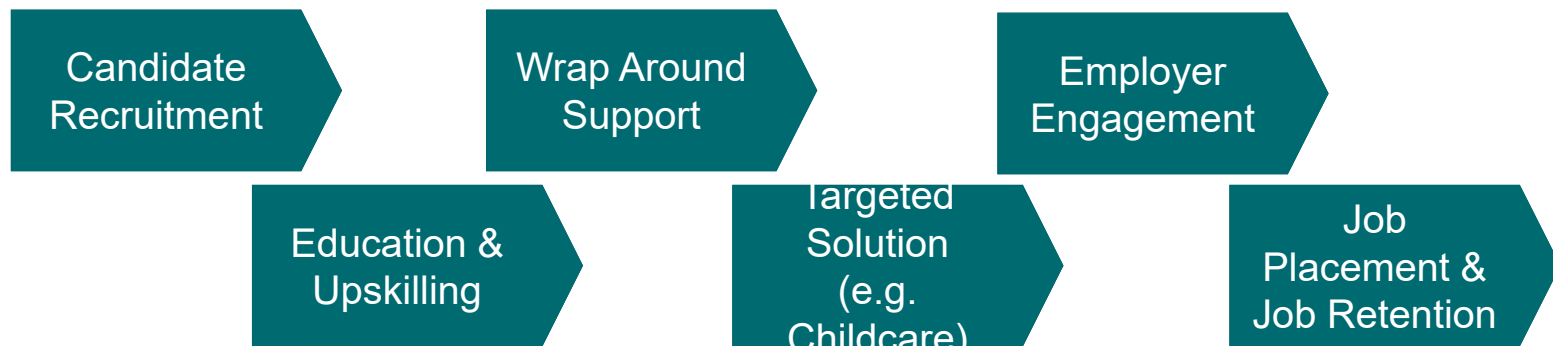 Candidate
Recruitment
Education &
Upskilling
Wrap Around
Support
Targeted
Solution
(e.g.
Childcare)
Employer
Engagement
Job
Placement &
Job Retention